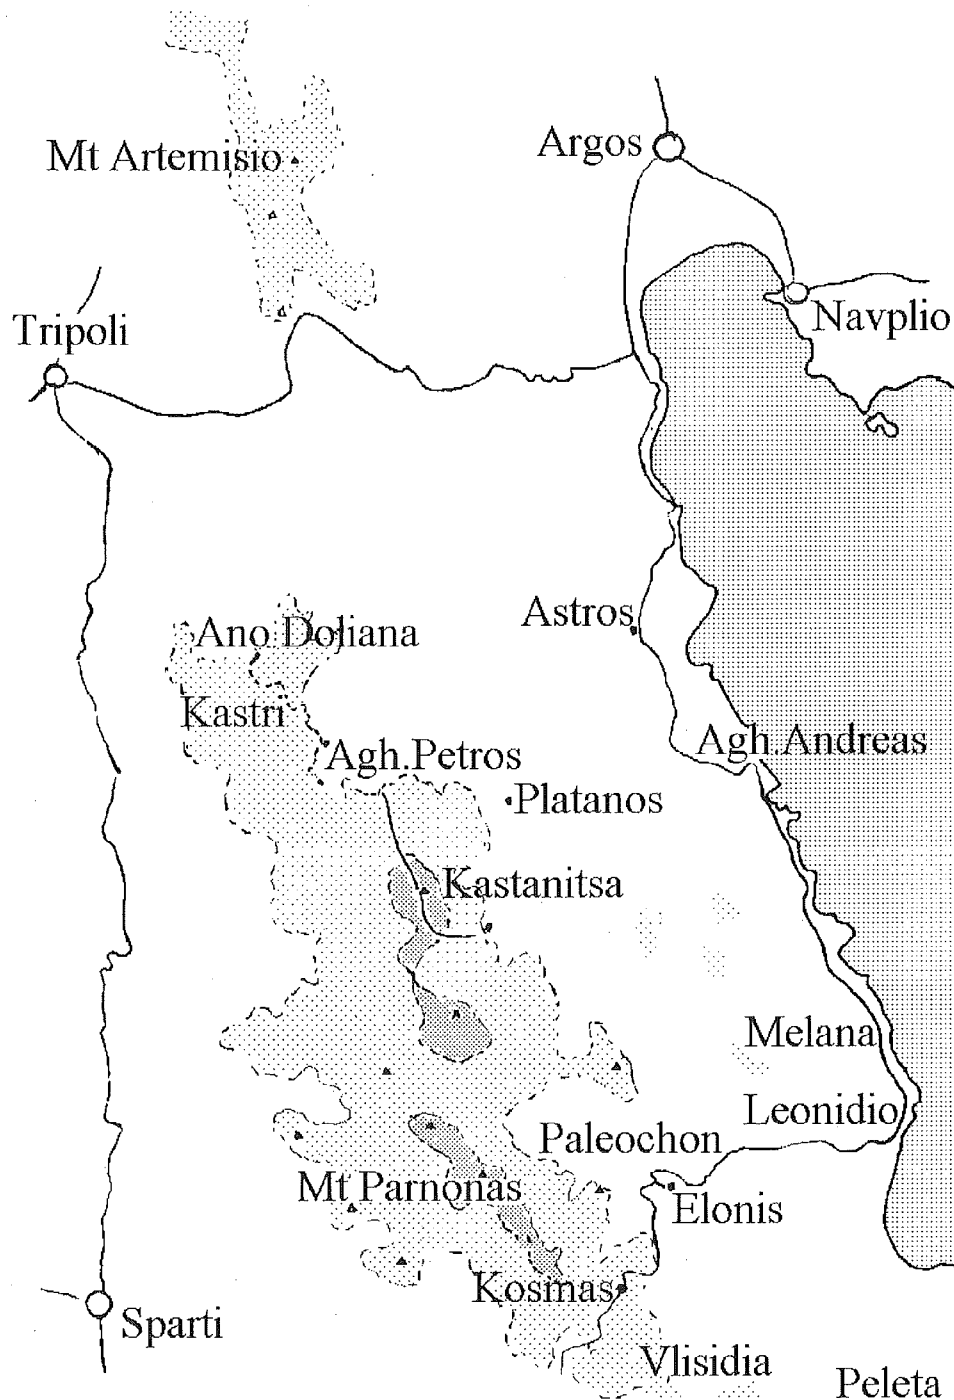 Argos
Mt Artemisio
Navplio
Tripoli
Astros
Ano Doliana
Kastri
Agh.Andreas
Agh.Petros
Platanos
Kastanitsa
Melana
Leonidio
Paleochon
Mt Parnonas
Elonis
Kosmas
Sparti
Vlisidia
Peleta